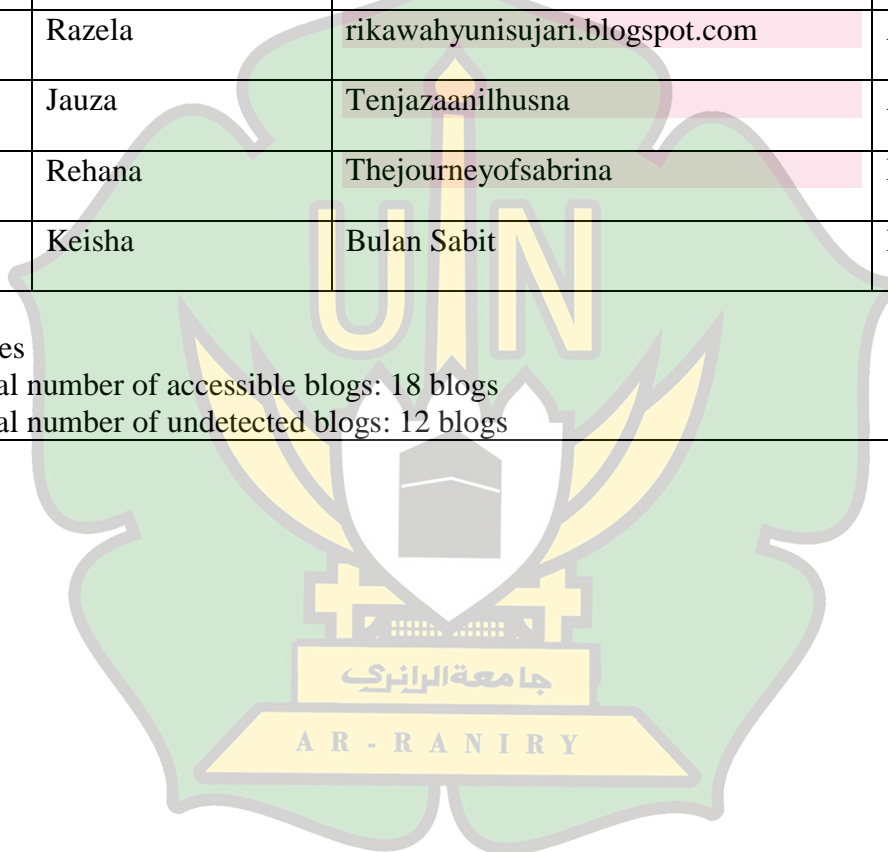 Razela rikawahyunisujari.blogspot.com
Jauza Tenjazaanilhusna
Rehana Thejourneyofsabrina
Keisha Bulan Sabit
UIN
es
al number of accessible blogs: 18 blogs
al number of undetected blogs: 12 blogs
جامعة الرانري
AR-RANIRY